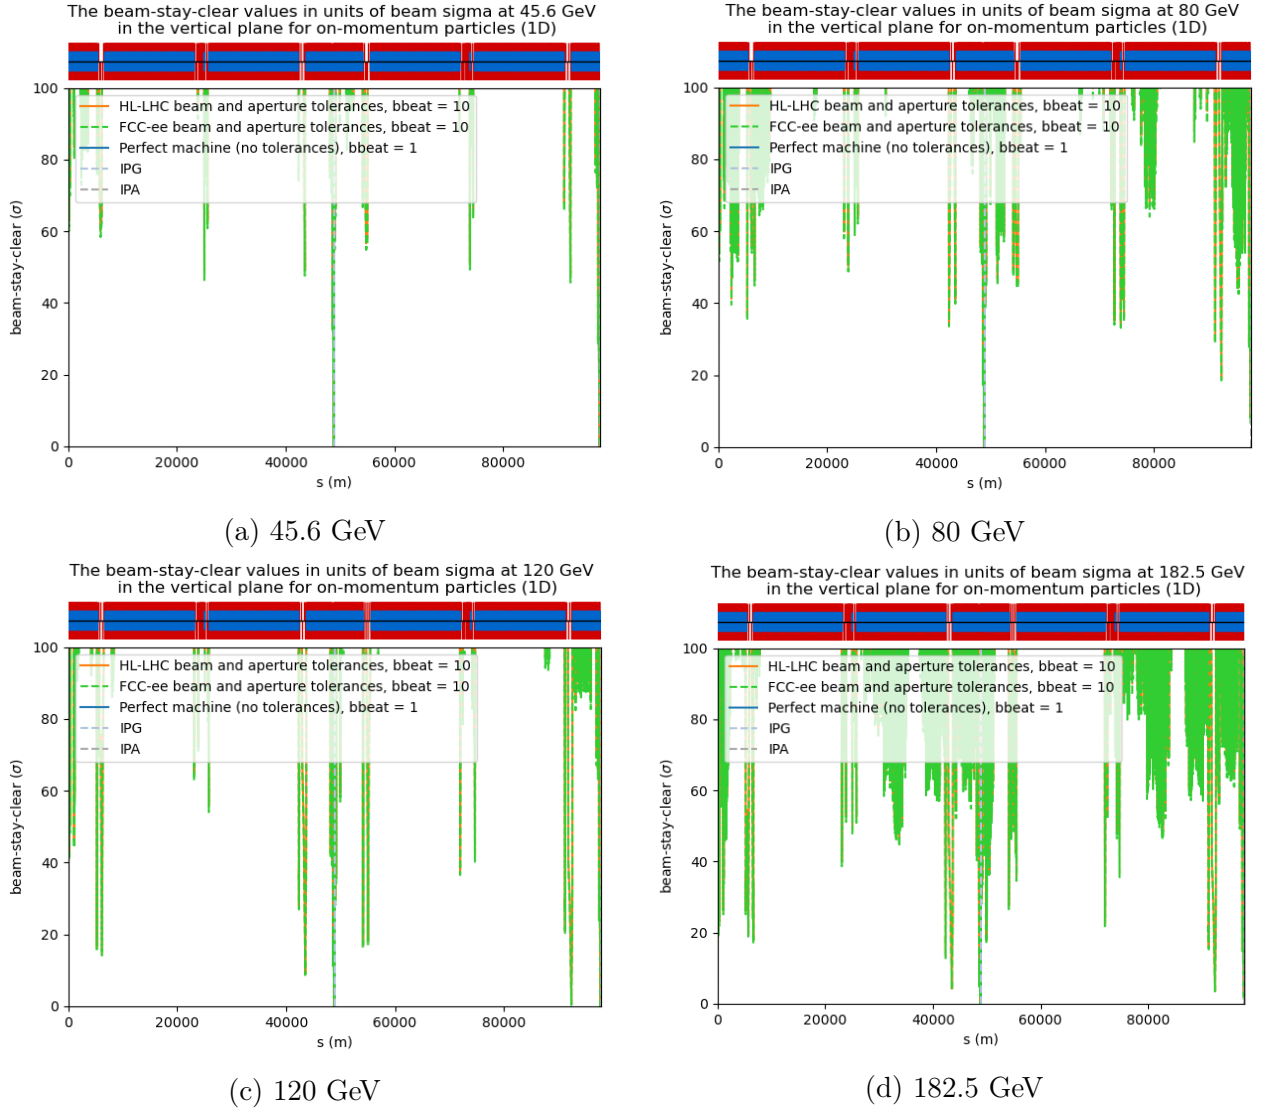 The beam-stay-clear values in units of beam sigma at 45.6 GeV
in the vertical plane for on-momentum particles (1D)
100
80
60
40
20
0
beam-stay-clear (σ)
HL-LHC beam and aperture tolerances, bbeat = 10
FCC-ee beam and aperture tolerances, bbeat = 10
Perfect machine (no tolerances), bbeat = 1
IPG
IPA
0 20000 40000 60000 80000
s (m)
(a) 45.6 GeV
The beam-stay-clear values in units of beam sigma at 80 GeV
in the vertical plane for on-momentum particles (1D)
100
80
60
40
20
0
beam-stay-clear (σ)
HL-LHC beam and aperture tolerances, bbeat = 10
FCC-ee beam and aperture tolerances, bbeat = 10
Perfect machine (no tolerances), bbeat = 1
IPG
IPA
0 20000 40000 60000 80000
s (m)
(b) 80 GeV
The beam-stay-clear values in units of beam sigma at 120 GeV
in the vertical plane for on-momentum particles (1D)
100
80
60
40
20
0
beam-stay-clear (σ)
HL-LHC beam and aperture tolerances, bbeat = 10
FCC-ee beam and aperture tolerances, bbeat = 10
Perfect machine (no tolerances), bbeat = 1
IPG
IPA
0 20000 40000 60000 80000
s (m)
(c) 120 GeV
The beam-stay-clear values in units of beam sigma at 182.5 GeV
in the vertical plane for on-momentum particles (1D)
100
80
60
40
20
0
beam-stay-clear (σ)
HL-LHC beam and aperture tolerances, bbeat = 10
FCC-ee beam and aperture tolerances, bbeat = 10
Perfect machine (no tolerances), bbeat = 1
IPG
IPA
0 20000 40000 60000 80000
s (m)
(d) 182.5 GeV